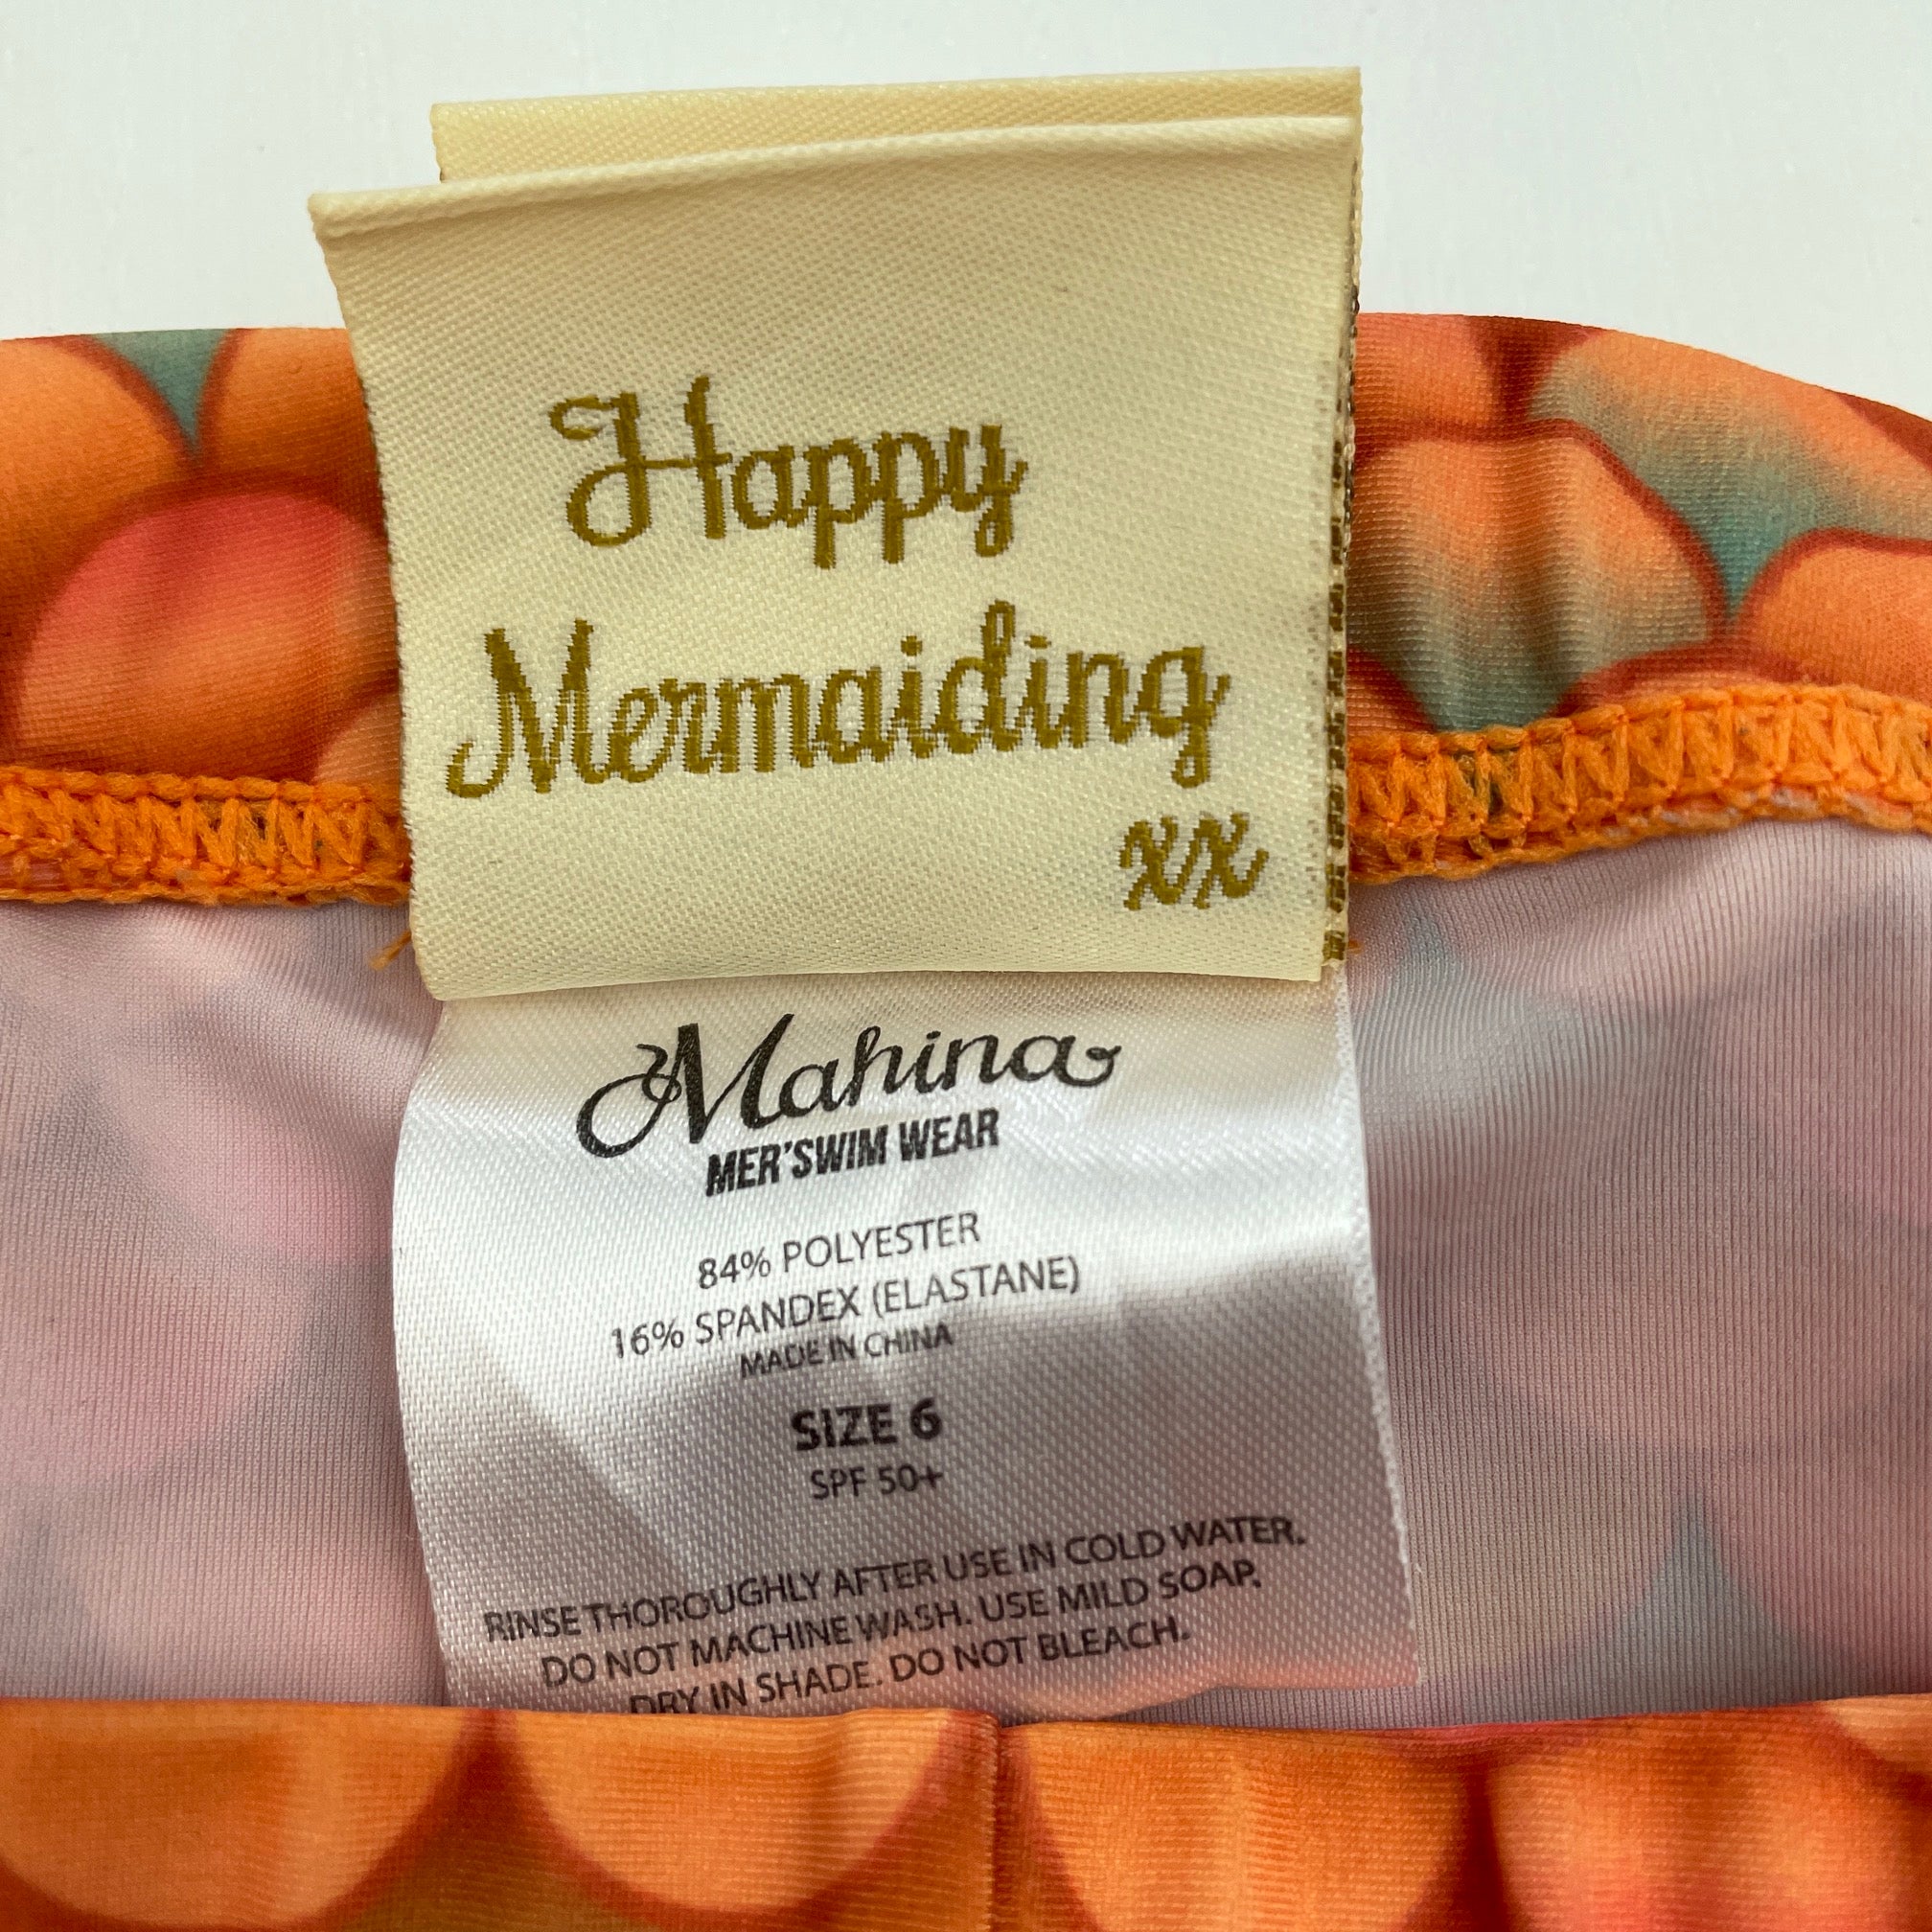 Happy
Mermaiding
xx
Mahina
MER'SWIM WEAR
84% POLYESTER
16% SPANDEX (ELASTANE)
MADE IN CHINA
SIZE 6
SPF 50+
RINSE THOROUGHLY AFTER USE IN COLD WATER.
DO NOT MACHINE WASH. USE MILD SOAP.
DRY IN SHADE. DO NOT BLEACH.